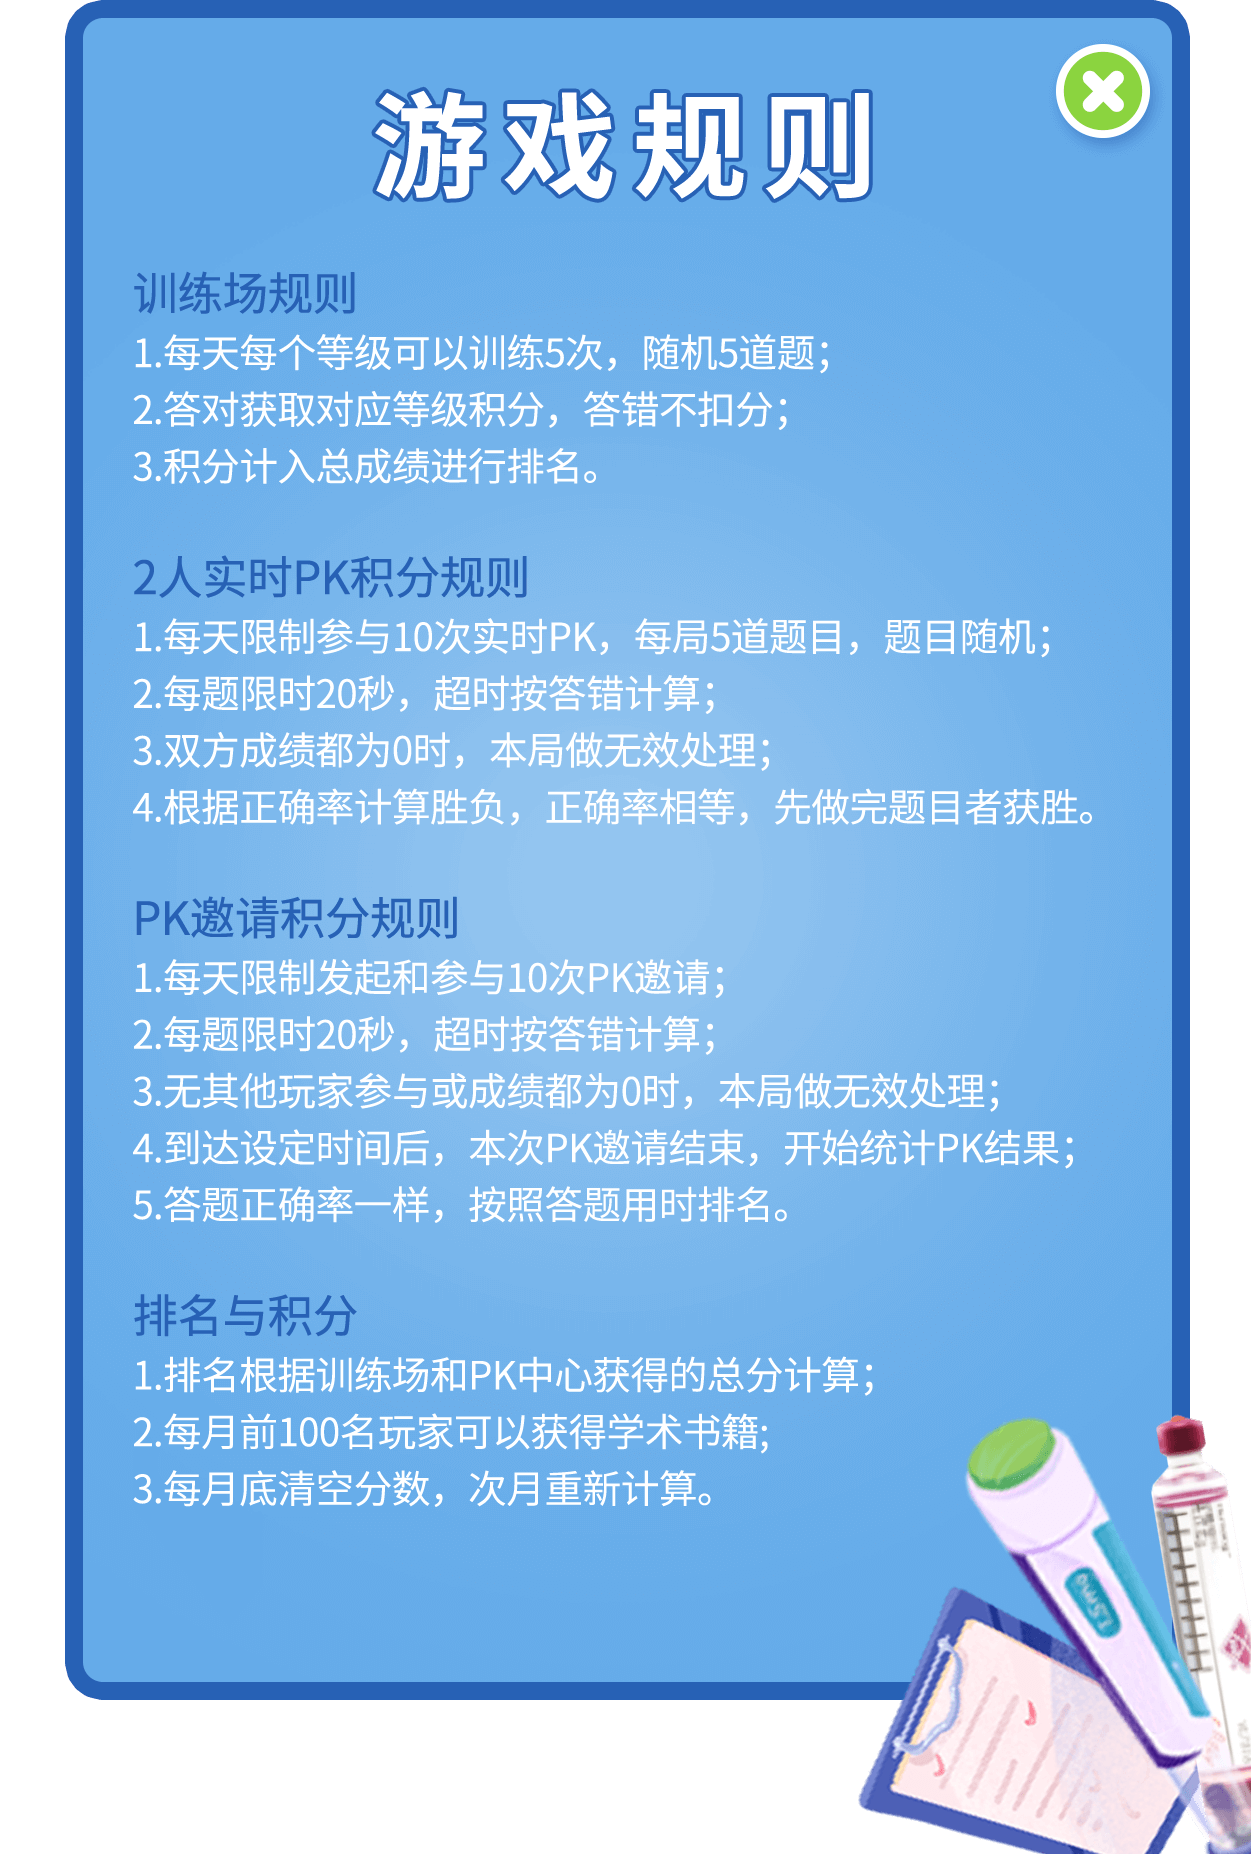 游戏规则
训练场规则
1.每天每个等级可以训练5次，随机5道题；
2.答对获取对应等级积分，答错不扣分；
3.积分计入总成绩进行排名。
2人实时PK积分规则
1.每天限制参与10次实时PK，每局5道题目，题目随机；
2.每题限时20秒，超时按答错计算；
3.双方成绩都为0时，本局做无效处理；
4.根据正确率计算胜负，正确率相等，先做完题目者获胜。
PK邀请积分规则
1.每天限制发起和参与10次PK邀请；
2.每题限时20秒，超时按答错计算；
3.无其他玩家参与或成绩都为0时，本局做无效处理；
4.到达设定时间后，本次PK邀请结束，开始统计PK结果；
5.答题正确率一样，按照答题用时排名。
排名与积分
1.排名根据训练场和PK中心获得的总分计算；
2.每月前100名玩家可以获得学术书籍;
3.每月底清空分数，次月重新计算。